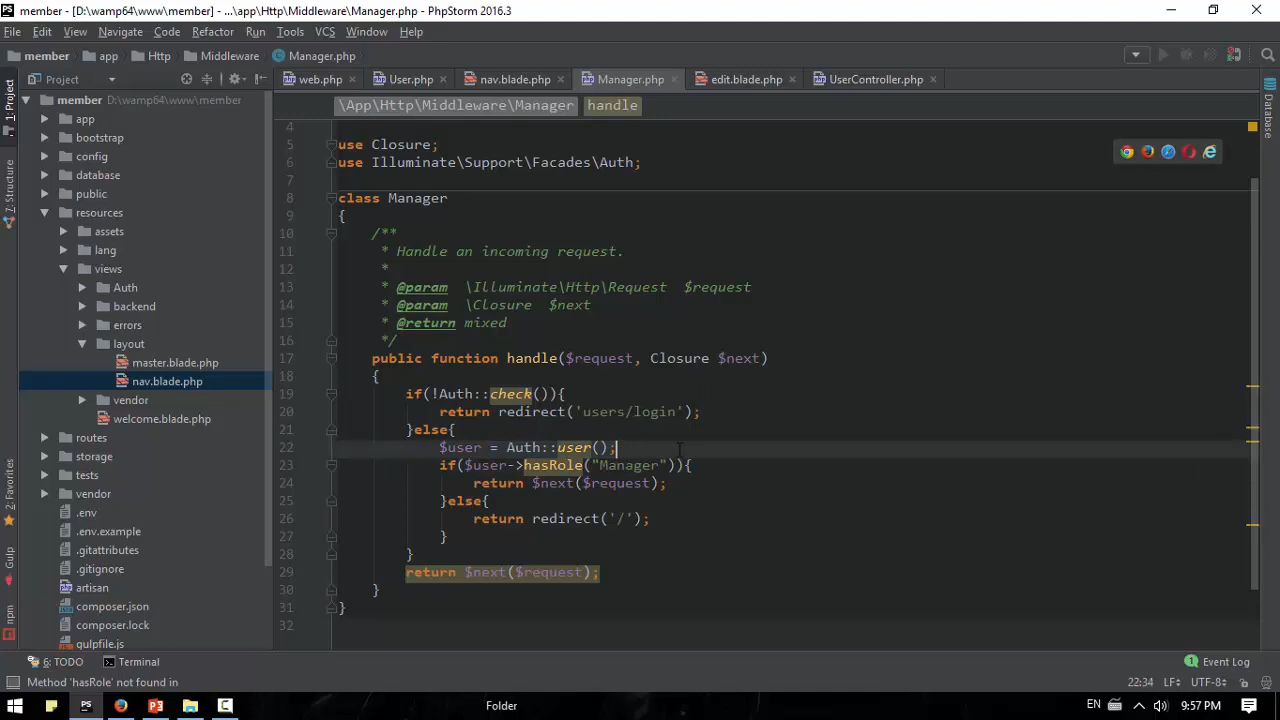 member - [D:\wamp64\www\member] - ...\app\Http\Middleware\Manager.php - PhpStorm 2016.3
File Edit View Navigate Code Refactor Run Tools VCS Window Help
member app Http Middleware Manager.php
Project
web.php User.php nav.blade.php Manager.php edit.blade.php UserController.php
\App\Http\Middleware\Manager handle
1: Project
7: Structure
2: Favorites
Gulp
npm
Database
member D:\wamp64\www\member
app
bootstrap
config
database
public
resources
assets
lang
views
Auth
backend
errors
layout
master.blade.php
nav.blade.php
vendor
welcome.blade.php
routes
storage
tests
vendor
.env
.env.example
.gitattributes
.gitignore
artisan
composer.json
composer.lock
gulpfile.js
4
5 use Closure;
6 use Illuminate\Support\Facades\Auth;
7
8 class Manager
9 {
10 /**
11 * Handle an incoming request.
12 *
13 * @param \Illuminate\Http\Request $request
14 * @param \Closure $next
15 * @return mixed
16 */
17 public function handle($request, Closure $next)
18 {
19 if(!Auth::check()){
20 return redirect('users/login');
21 }else{
22 $user = Auth::user();
23 if($user->hasRole("Manager")){
24 return $next($request);
25 }else{
26 return redirect('/');
27 }
28 }
29 return $next($request);
30 }
31 }
32
6: TODO Terminal 1 Event Log
Method 'hasRole' not found in 22:34 LF÷ UTF-8÷
Folder EN 9:57 PM